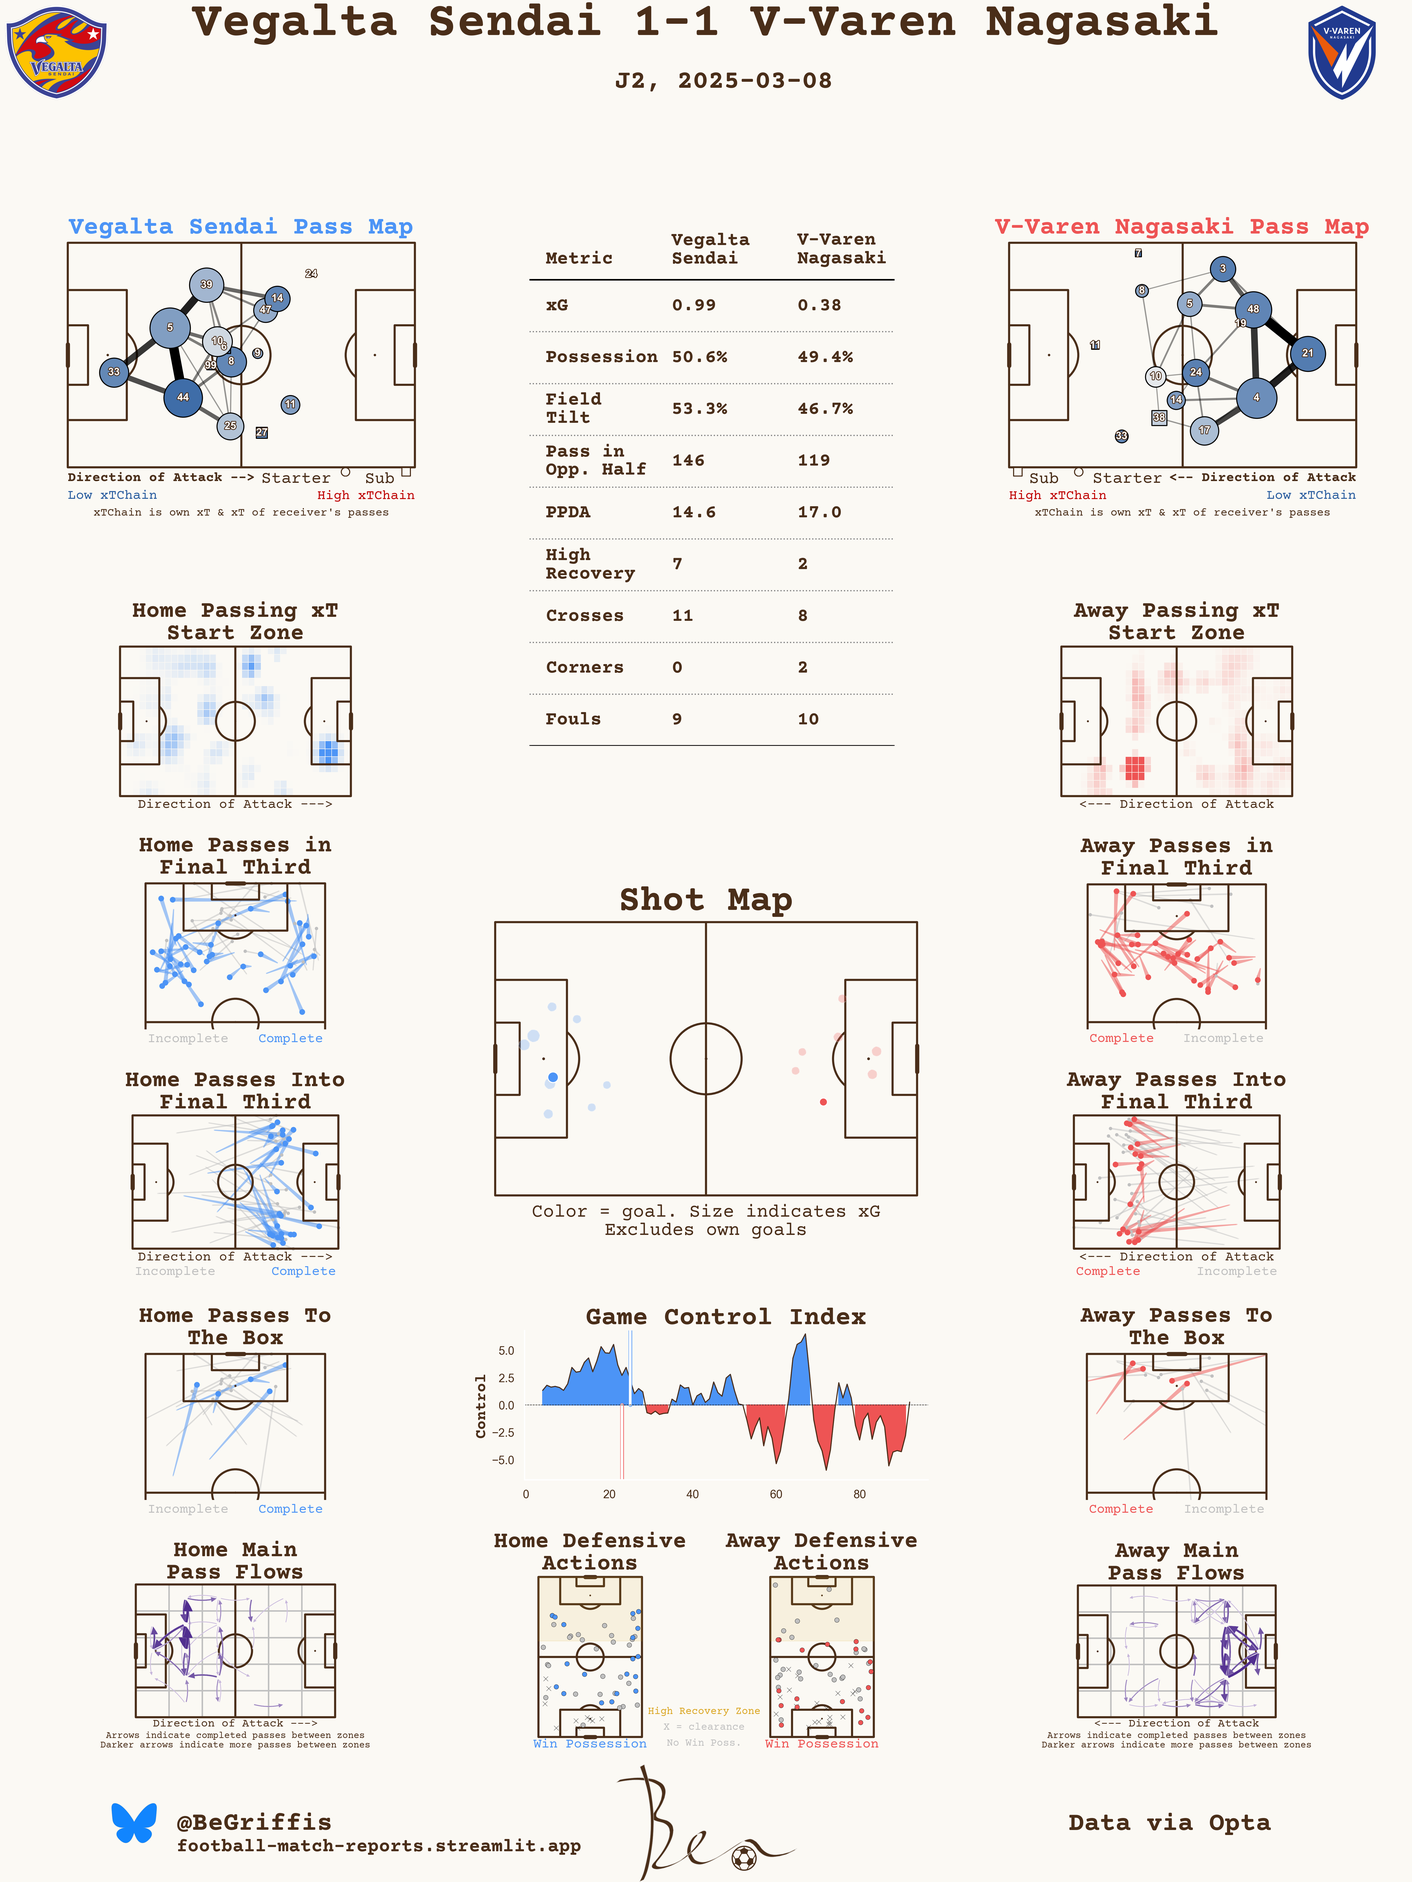 Vegalta Sendai 1-1 V-Varen Nagasaki
J2, 2025-03-08
VEGALTA
SENDAI
V-VAREN
NAGASAKI
Vegalta Sendai Pass Map
24
39
14
47
5
10
6
99
8
9
33
44
11
25
27
Direction of Attack --> Starter Sub
Low xTChain High xTChain
xTChain is own xT & xT of receiver's passes
Metric Vegalta Sendai V-Varen Nagasaki
xG 0.99 0.38
Possession 50.6% 49.4%
Field Tilt 53.3% 46.7%
Pass in Opp. Half 146 119
PPDA 14.6 17.0
High Recovery 7 2
Crosses 11 8
Corners 0 2
Fouls 9 10
V-Varen Nagasaki Pass Map
7
3
8
5
48
19
11
21
10
24
14
4
38
17
33
Sub Starter <-- Direction of Attack
High xTChain Low xTChain
xTChain is own xT & xT of receiver's passes
Home Passing xT
Start Zone
Direction of Attack --->
Away Passing xT
Start Zone
<--- Direction of Attack
Home Passes in
Final Third
Incomplete Complete
Away Passes in
Final Third
Complete Incomplete
Shot Map
Color = goal. Size indicates xG
Excludes own goals
Home Passes Into
Final Third
Direction of Attack --->
Incomplete Complete
Away Passes Into
Final Third
<--- Direction of Attack
Complete Incomplete
Home Passes To
The Box
Incomplete Complete
Game Control Index
Control
5.0
2.5
0.0
−2.5
−5.0
0 20 40 60 80
Away Passes To
The Box
Complete Incomplete
Home Main
Pass Flows
Direction of Attack --->
Arrows indicate completed passes between zones
Darker arrows indicate more passes between zones
Home Defensive
Actions
Win Possession
Away Defensive
Actions
Win Possession
High Recovery Zone
X = clearance
No Win Poss.
Away Main
Pass Flows
<--- Direction of Attack
Arrows indicate completed passes between zones
Darker arrows indicate more passes between zones
@BeGriffis
football-match-reports.streamlit.app
Ben
Data via Opta